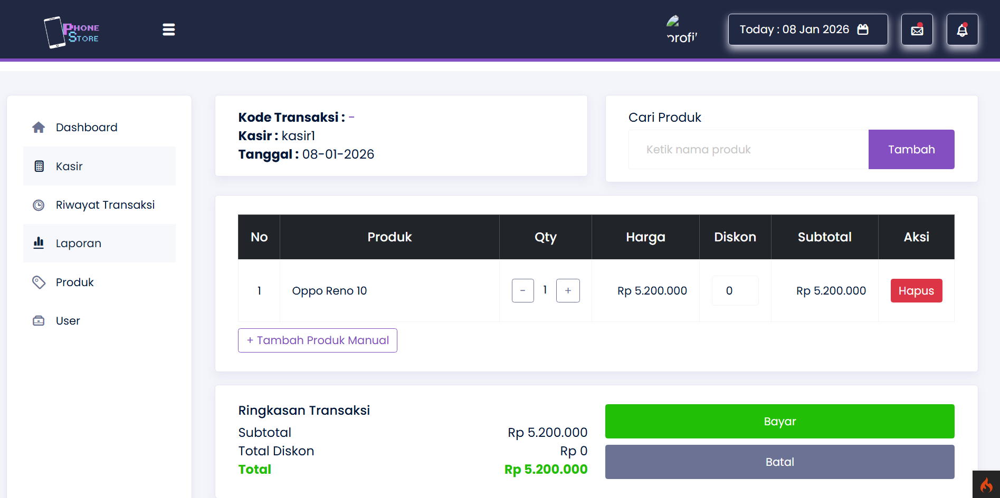 PHONE
STORE
profil
Today : 08 Jan 2026
Dashboard
Kasir
Riwayat Transaksi
Laporan
Produk
User
Kode Transaksi : -
Kasir : kasir1
Tanggal : 08-01-2026
Cari Produk
Ketik nama produk
Tambah
No Produk Qty Harga Diskon Subtotal Aksi
1 Oppo Reno 10 - 1 + Rp 5.200.000 0 Rp 5.200.000 Hapus
+ Tambah Produk Manual
Ringkasan Transaksi
Subtotal Rp 5.200.000
Total Diskon Rp 0
Total Rp 5.200.000
Bayar
Batal